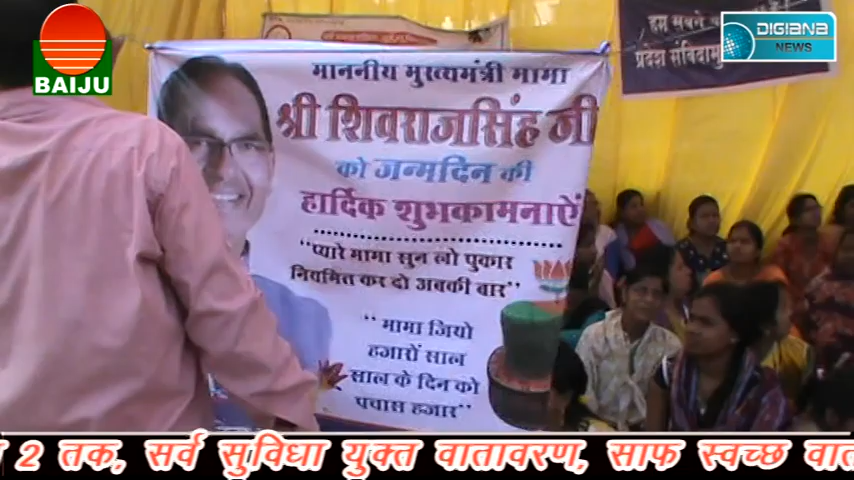 BAIJU
DIGIANA
NEWS
हम सबने
प्रदेश संविदा
माननीय मुख्यमंत्री मामा
श्री शिवराजसिंह जी
को जन्मदिन की
हार्दिक शुभकामनाऐं
"प्यारे मामा सुन लो पुकार
नियमित कर दो अबकी बार"
"मामा जियो
हजारों साल
साल के दिन को
पचास हजार"
2 तक, सर्व सुविधा युक्त वातावरण, साफ स्वच्छ